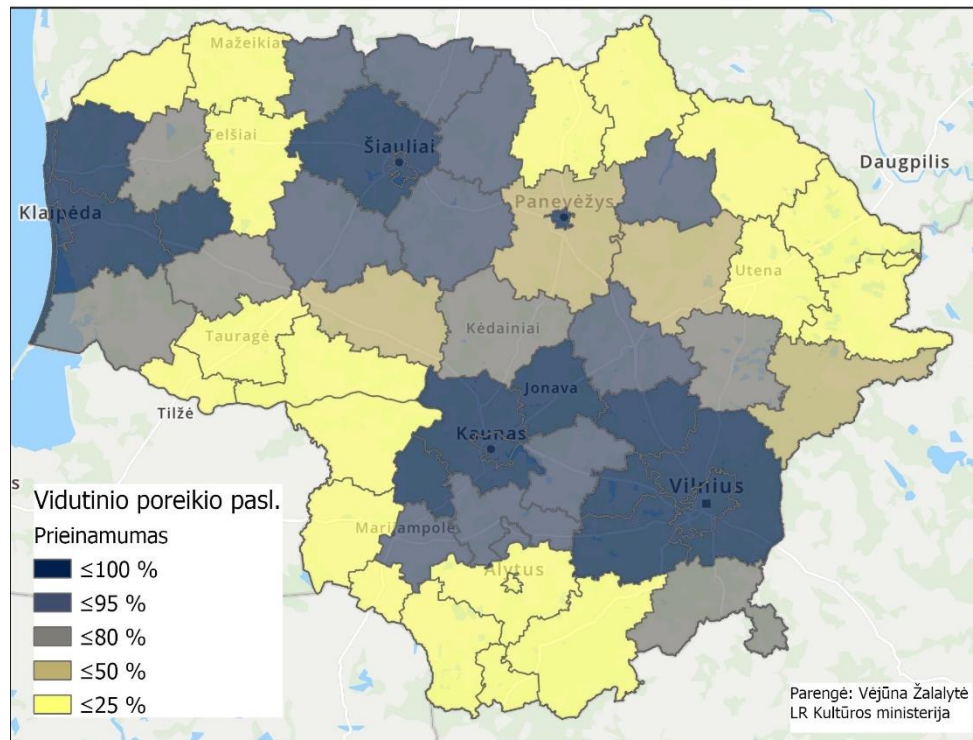 Mažeikia
Telšiai
Šiauliai
Daugpilis
Klaipėda
Panevėžys
Utena
Tauragė
Kėdainiai
Tilžė
Jonava
Kaunas
Vilnius
s
Marijampolė
Alytus
Vidutinio poreikio pasl.
Prieinamumas
≤100 %
≤95 %
≤80 %
≤50 %
≤25 %
Parengė: Vėjūna Žalalytė
LR Kultūros ministerija